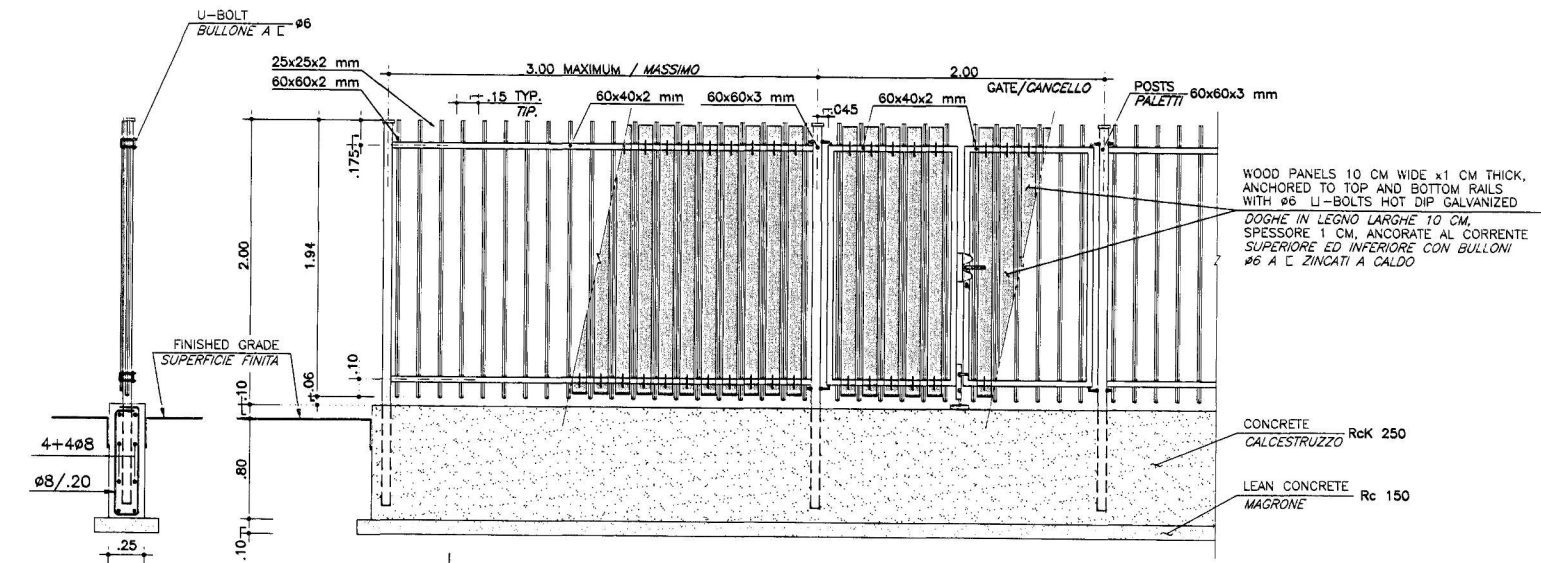 U-BOLT
BULLONE A ⊏ ø6
25x25x2 mm
60x60x2 mm
.15 TYP.
TIP.
3.00 MAXIMUM / MASSIMO
60x40x2 mm
60x60x3 mm
.045
2.00
GATE/CANCELLO
60x40x2 mm
POSTS
PALETTI 60x60x3 mm
.175
2.00
1.94
.10
.06
.10
WOOD PANELS 10 CM WIDE x1 CM THICK,
ANCHORED TO TOP AND BOTTOM RAILS
WITH ø6 ⊔-BOLTS HOT DIP GALVANIZED
DOGHE IN LEGNO LARGHE 10 CM,
SPESSORE 1 CM, ANCORATE AL CORRENTE
SUPERIORE ED INFERIORE CON BULLONI
ø6 A ⊏ ZINCATI A CALDO
FINISHED GRADE
SUPERFICIE FINITA
4+4ø8
ø8/.20
.80
.25
.10
CONCRETE
CALCESTRUZZO RcK 250
LEAN CONCRETE
MAGRONE Rc 150